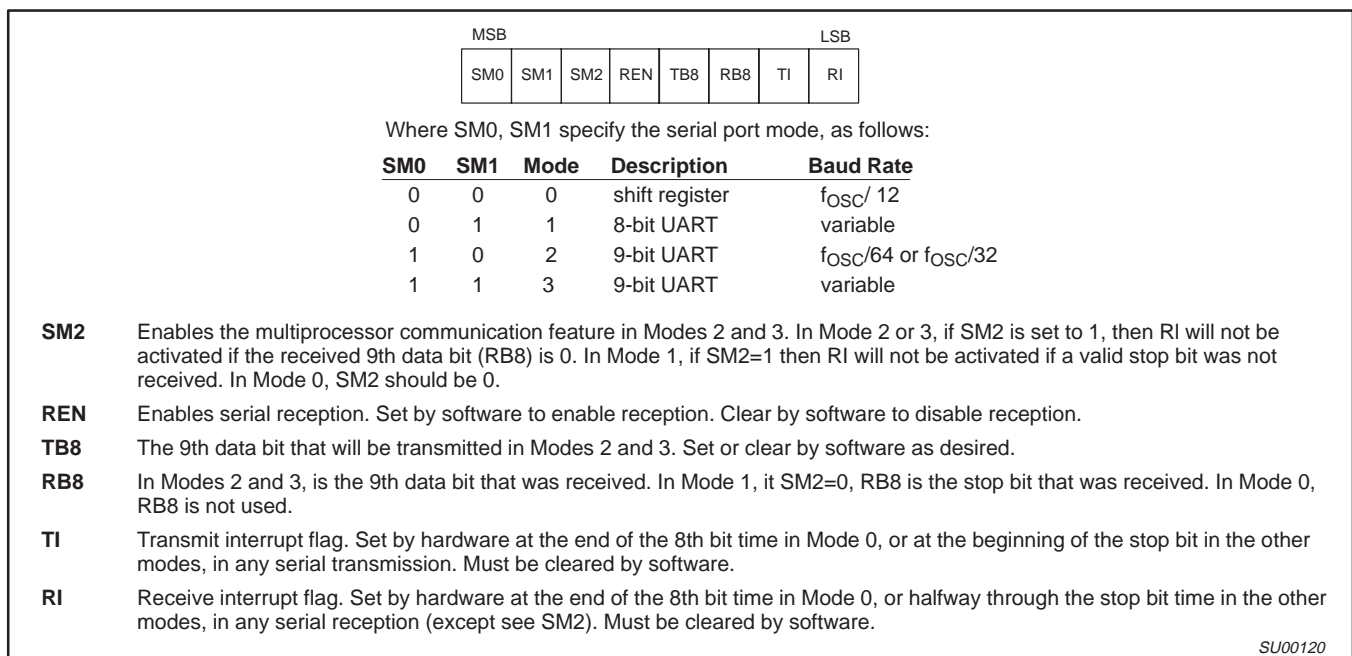 MSB LSB
SM0 SM1 SM2 REN TB8 RB8 TI RI
Where SM0, SM1 specify the serial port mode, as follows:
SM0 SM1 Mode Description Baud Rate
0 0 0 shift register fOSC/ 12
0 1 1 8-bit UART variable
1 0 2 9-bit UART fOSC/64 or fOSC/32
1 1 3 9-bit UART variable
SM2 Enables the multiprocessor communication feature in Modes 2 and 3. In Mode 2 or 3, if SM2 is set to 1, then Rl will not be
activated if the received 9th data bit (RB8) is 0. In Mode 1, if SM2=1 then RI will not be activated if a valid stop bit was not
received. In Mode 0, SM2 should be 0.
REN Enables serial reception. Set by software to enable reception. Clear by software to disable reception.
TB8 The 9th data bit that will be transmitted in Modes 2 and 3. Set or clear by software as desired.
RB8 In Modes 2 and 3, is the 9th data bit that was received. In Mode 1, it SM2=0, RB8 is the stop bit that was received. In Mode 0,
RB8 is not used.
TI Transmit interrupt flag. Set by hardware at the end of the 8th bit time in Mode 0, or at the beginning of the stop bit in the other
modes, in any serial transmission. Must be cleared by software.
RI Receive interrupt flag. Set by hardware at the end of the 8th bit time in Mode 0, or halfway through the stop bit time in the other
modes, in any serial reception (except see SM2). Must be cleared by software.
SU00120